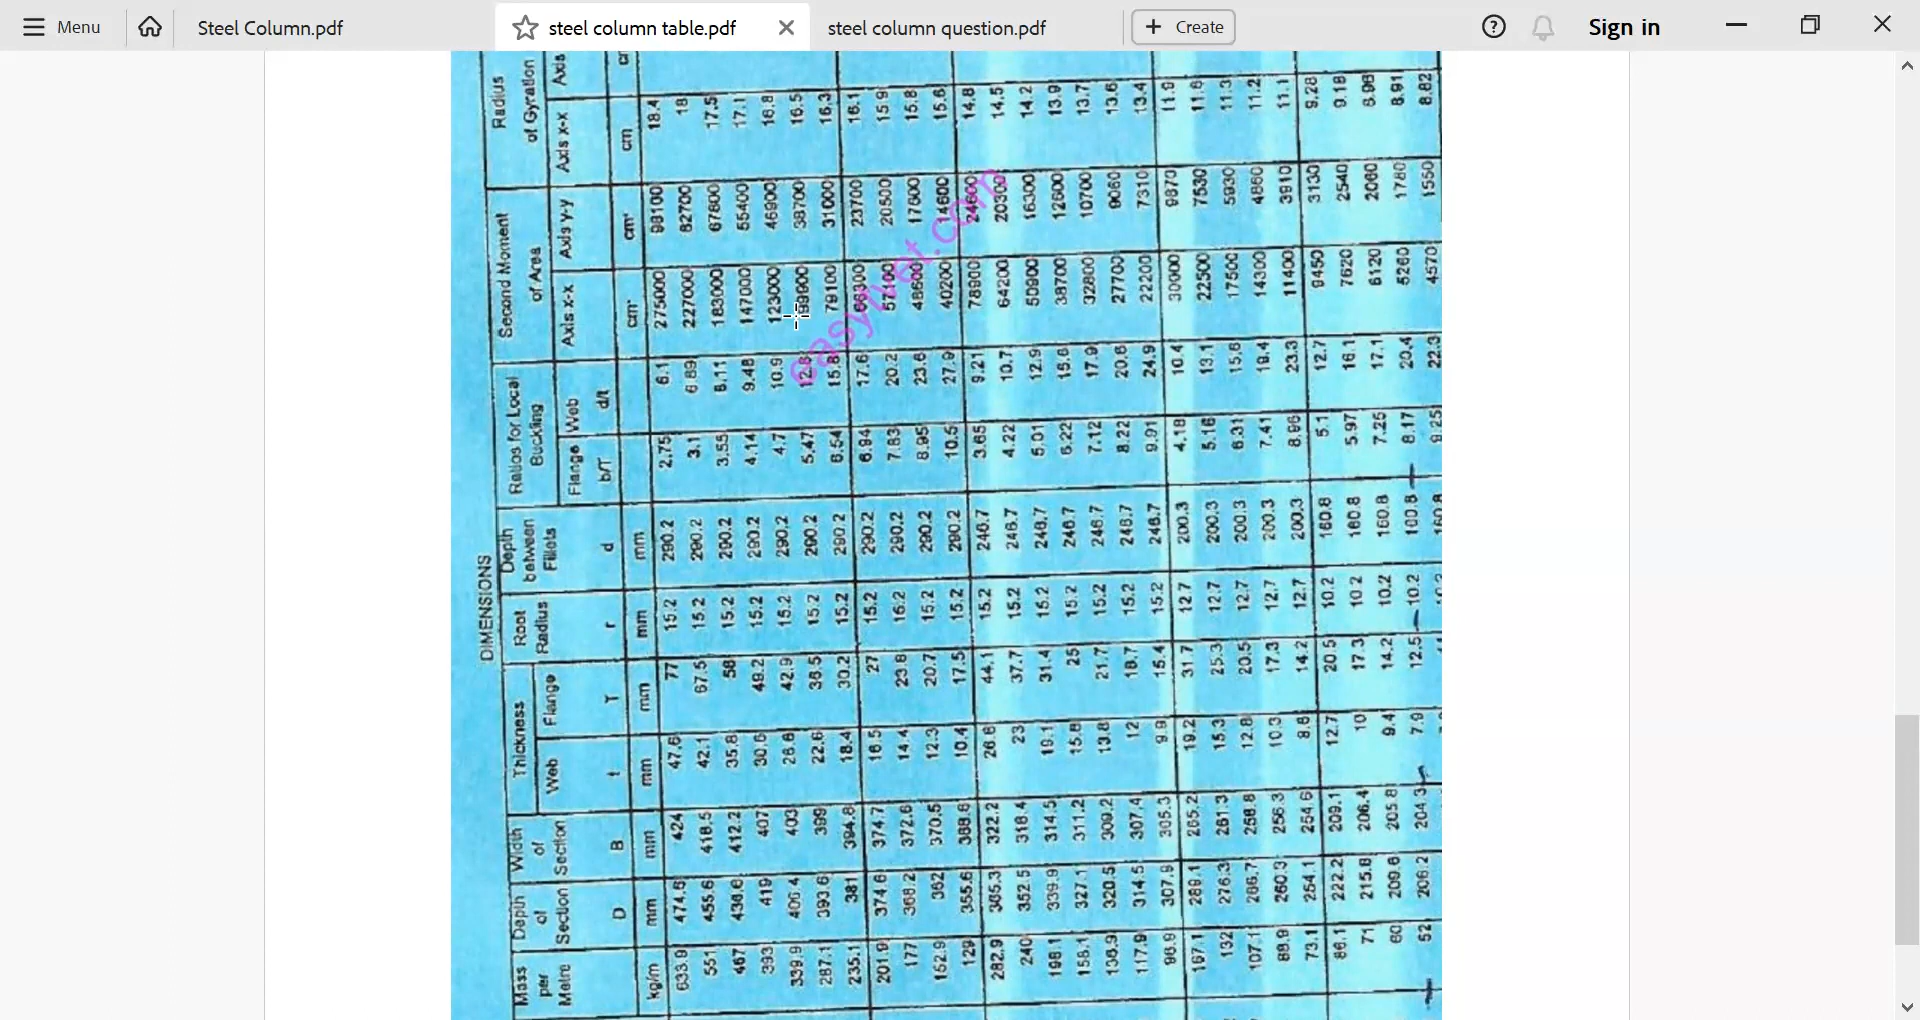 Menu
Steel Column.pdf
steel column table.pdf
steel column question.pdf
+ Create
Sign in
DIMENSIONS
Mass per Metre Depth of Section Width of Section Thickness Root Radius Depth between Fillets Ratios for Local Buckling Second Moment of Area Radius of Gyration
Web Flange Flange Web Axis x-x Axis y-y Axis x-x Axis
D B t T r d b/T d/t
kg/m mm mm mm mm mm mm cm⁴ cm⁴ cm
633.9 474.6 424 47.6 77 15.2 290.2 2.75 6.1 275000 98100 18.4
551 455.6 418.5 42.1 67.5 15.2 290.2 3.1 6.89 227000 82700 18
467 436.6 412.2 35.8 58 15.2 290.2 3.55 8.11 183000 67800 17.5
393 419 407 30.6 49.2 15.2 290.2 4.14 9.48 147000 55400 17.1
339.9 406.4 403 26.6 42.9 15.2 290.2 4.7 10.9 123000 46900 16.8
287.1 393.6 399 22.6 36.5 15.2 290.2 5.47 12.8 99900 38700 16.5
235.1 381 394.8 18.4 30.2 15.2 290.2 6.54 15.8 79100 31000 16.3
201.9 374.6 374.7 16.5 27 15.2 290.2 6.94 17.6 66300 23700 16.1
177 368.2 372.6 14.4 23.8 15.2 290.2 7.83 20.2 57100 20500 15.9
152.9 362 370.5 12.3 20.7 15.2 290.2 8.95 23.6 48600 17600 15.8
129 355.6 368.6 10.4 17.5 15.2 290.2 10.5 27.9 40200 14600 15.6
282.9 365.3 322.2 26.8 44.1 15.2 246.7 3.65 9.21 78900 24600 14.8
240 352.5 318.4 23 37.7 15.2 246.7 4.22 10.7 64200 20300 14.5
198.1 339.9 314.5 19.1 31.4 15.2 246.7 5.01 12.9 50900 16300 14.2
158.1 327.1 311.2 15.8 25 15.2 246.7 6.22 15.6 38700 12600 13.9
136.9 320.5 309.2 13.8 21.7 15.2 246.7 7.12 17.9 32800 10700 13.7
117.9 314.5 307.4 12 18.7 15.2 246.7 8.22 20.6 27700 9060 13.6
96.9 307.9 305.3 9.9 15.4 15.2 246.7 9.91 24.9 22200 7310 13.4
167.1 289.1 265.2 19.2 31.7 12.7 200.3 4.18 10.4 30000 9870 11.9
132 276.3 261.3 15.3 25.3 12.7 200.3 5.16 13.1 22500 7530 11.6
107.1 266.7 258.8 12.8 20.5 12.7 200.3 6.31 15.6 17500 5930 11.3
88.9 260.3 256.3 10.3 17.3 12.7 200.3 7.41 19.4 14300 4860 11.2
73.1 254.1 254.6 8.6 14.2 12.7 200.3 8.96 23.3 11400 3910 11.1
86.1 222.2 209.1 12.7 20.5 10.2 160.8 5.1 12.7 9450 3130 9.28
71 215.8 206.4 10 17.3 10.2 160.8 5.97 16.1 7620 2540 9.18
60 209.6 205.8 9.4 14.2 10.2 160.8 7.25 17.1 6120 2060 8.96
52 206.2 204.3 7.9 12.5 10.2 160.8 8.17 20.4 5260 1780 8.91
160.8 9.25 22.3 4570 1550 8.82
easylvet.com